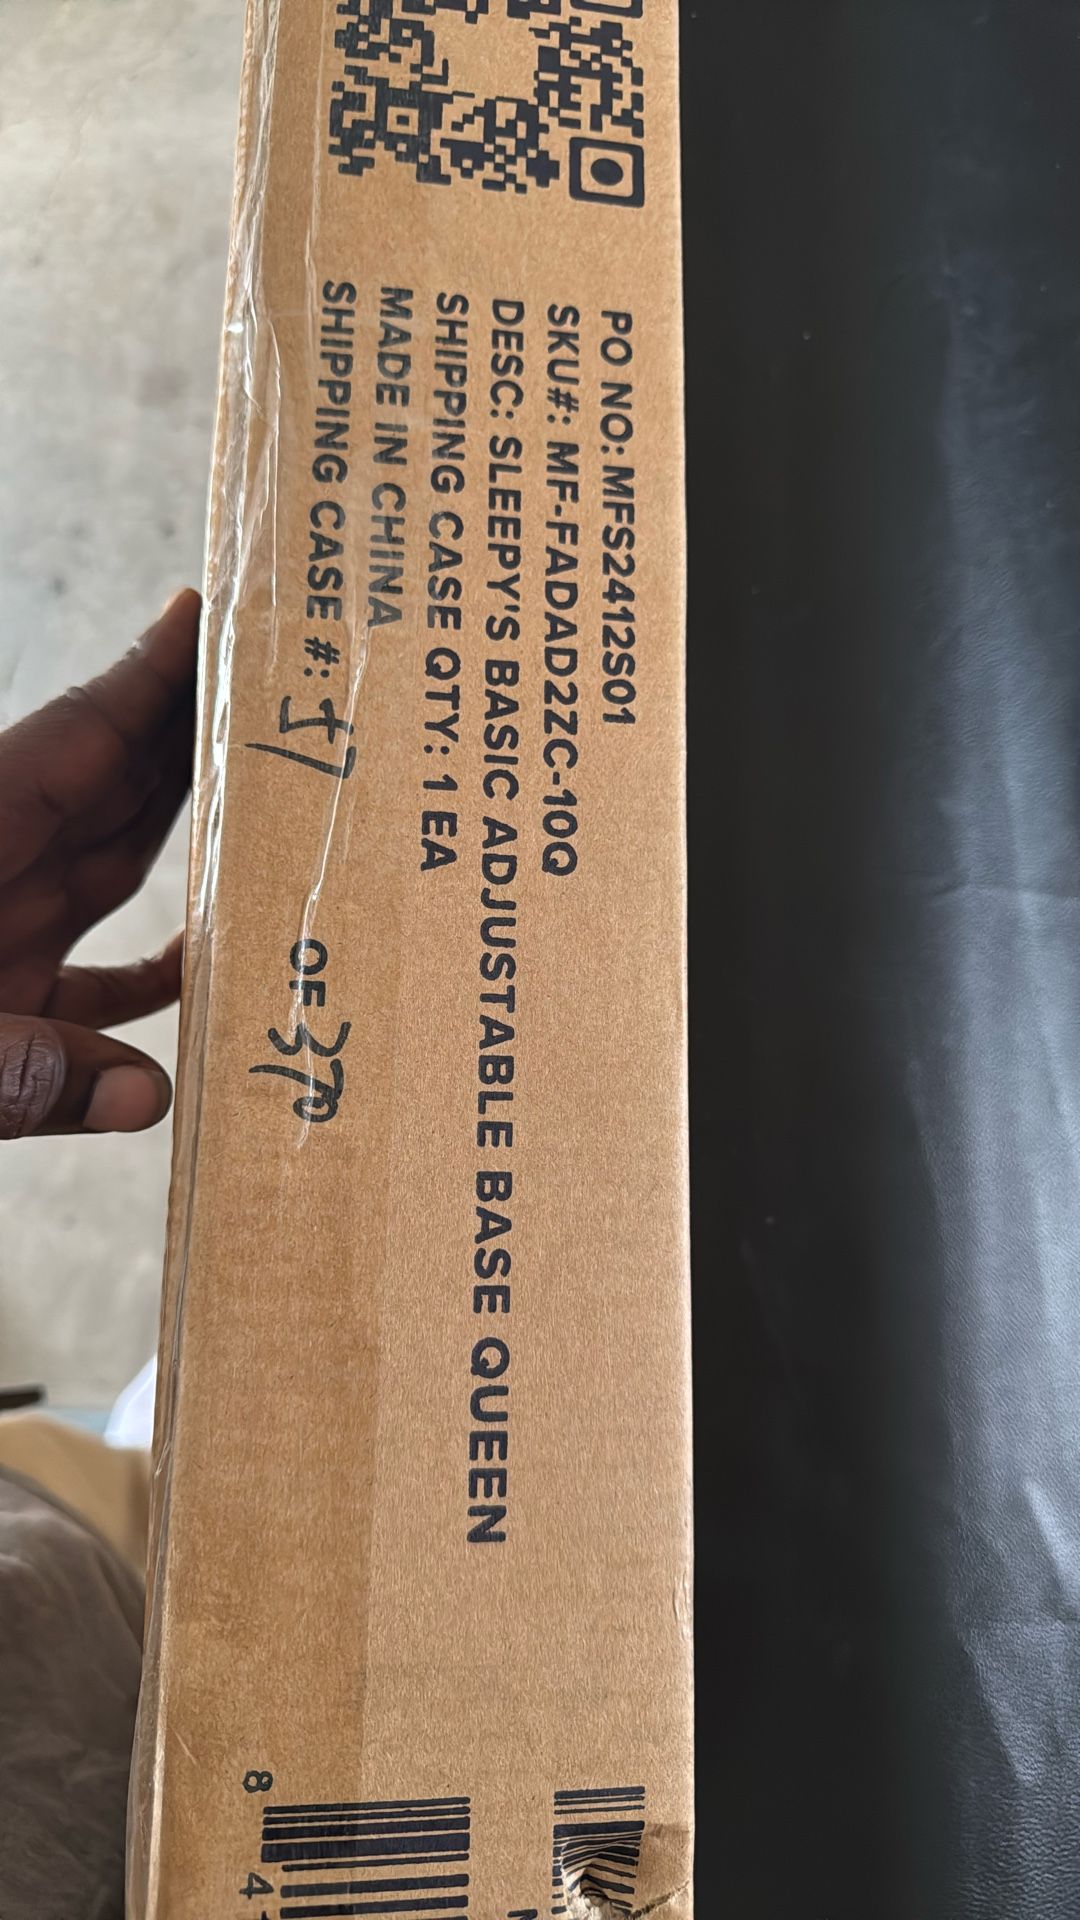 PO NO: MFS2412S01
SKU#: MF-FADAD2ZC-10Q
DESC: SLEEPY'S BASIC ADJUSTABLE BASE QUEEN
SHIPPING CASE QTY: 1 EA
MADE IN CHINA
SHIPPING CASE #: 57 OF 370
8 4